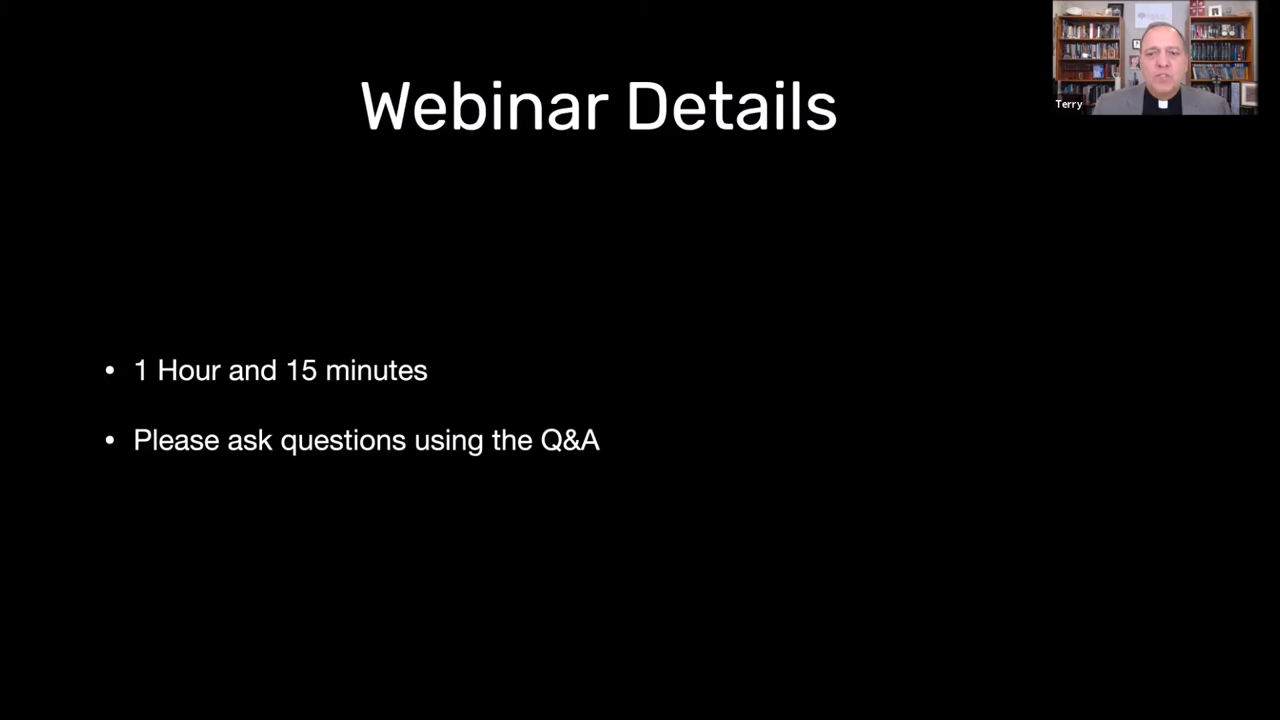 Webinar Details
Terry
• 1 Hour and 15 minutes
• Please ask questions using the Q&A